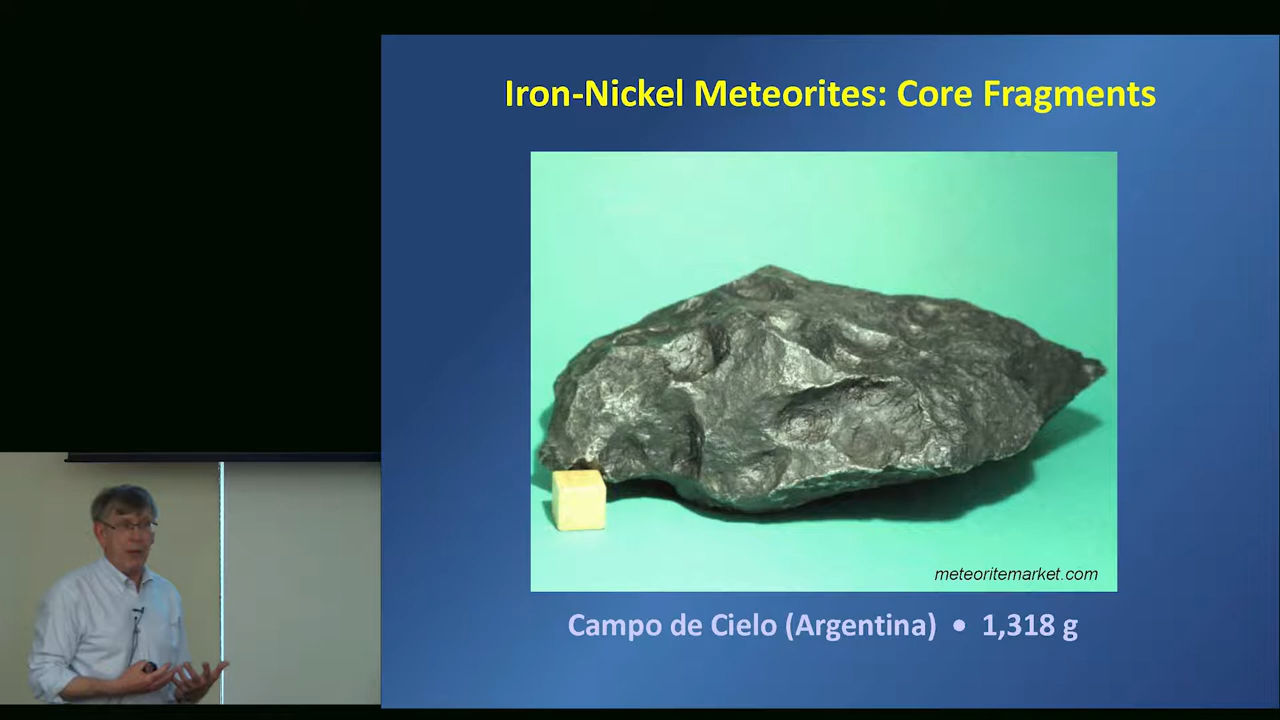 Iron-Nickel Meteorites: Core Fragments
meteoritemarket.com
Campo de Cielo (Argentina) • 1,318 g